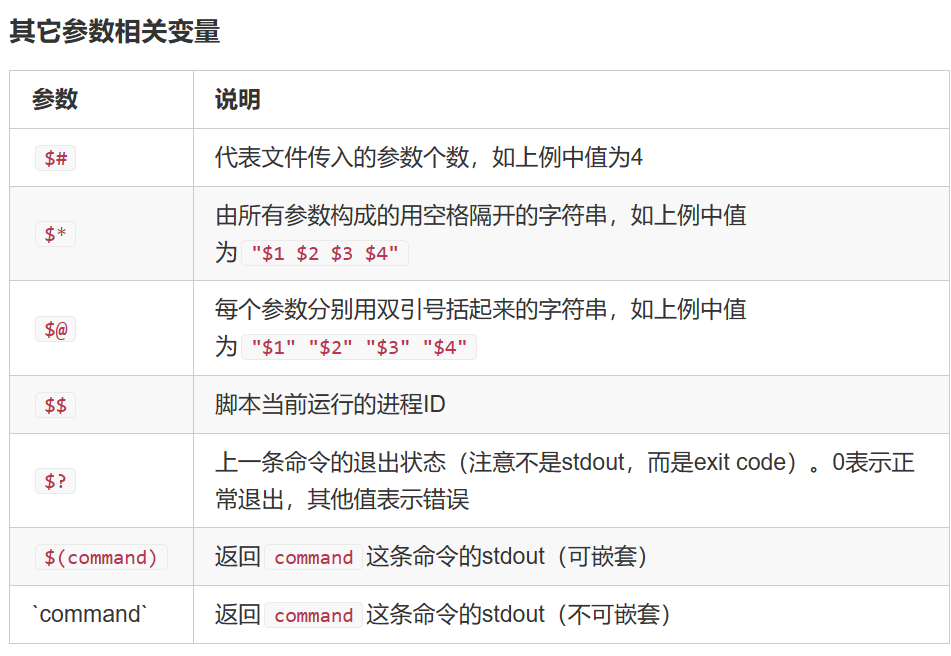 其它参数相关变量
参数 说明
$# 代表文件传入的参数个数，如上例中值为4
$* 由所有参数构成的用空格隔开的字符串，如上例中值
为 "$1 $2 $3 $4"
$@ 每个参数分别用双引号括起来的字符串，如上例中值
为 "$1" "$2" "$3" "$4"
$$ 脚本当前运行的进程ID
$? 上一条命令的退出状态（注意不是stdout，而是exit code）。0表示正
常退出，其他值表示错误
$(command) 返回 command 这条命令的stdout（可嵌套）
`command` 返回 command 这条命令的stdout（不可嵌套）